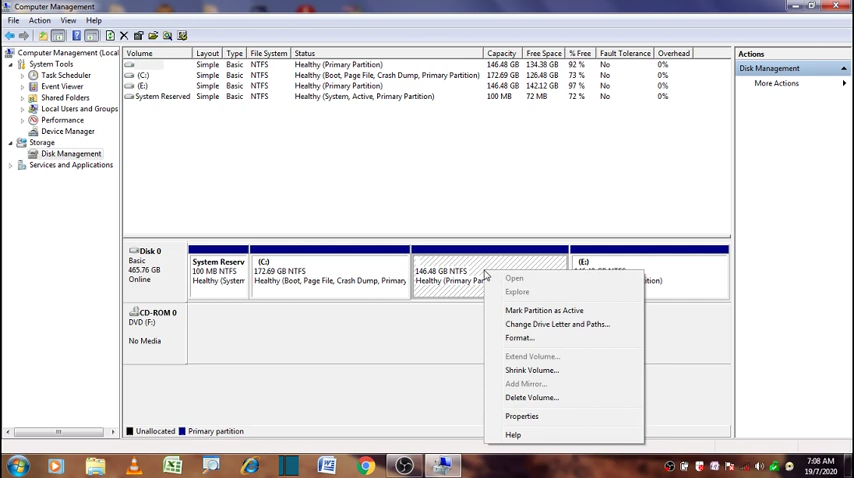 Computer Management
File Action View Help
Computer Management (Local
System Tools
Task Scheduler
Event Viewer
Shared Folders
Local Users and Groups
Performance
Device Manager
Storage
Disk Management
Services and Applications
Volume Layout Type File System Status Capacity Free Space % Free Fault Tolerance Overhead
Simple Basic NTFS Healthy (Primary Partition) 146.48 GB 134.38 GB 92 % No 0%
(C:) Simple Basic NTFS Healthy (Boot, Page File, Crash Dump, Primary Partition) 172.69 GB 126.48 GB 73 % No 0%
(E:) Simple Basic NTFS Healthy (Primary Partition) 146.48 GB 142.12 GB 97 % No 0%
System Reserved Simple Basic NTFS Healthy (System, Active, Primary Partition) 100 MB 72 MB 72 % No 0%
Actions
Disk Management
More Actions
Disk 0
Basic
465.76 GB
Online
System Reserv
100 MB NTFS
Healthy (System
(C:)
172.69 GB NTFS
Healthy (Boot, Page File, Crash Dump, Primary
146.48 GB NTFS
Healthy (Primary Par
(E:)
CD-ROM 0
DVD (F:)
No Media
Open
Explore
Mark Partition as Active
Change Drive Letter and Paths...
Format...
Extend Volume...
Shrink Volume...
Add Mirror...
Delete Volume...
Properties
Help
Unallocated Primary partition
7:08 AM
19/7/2020